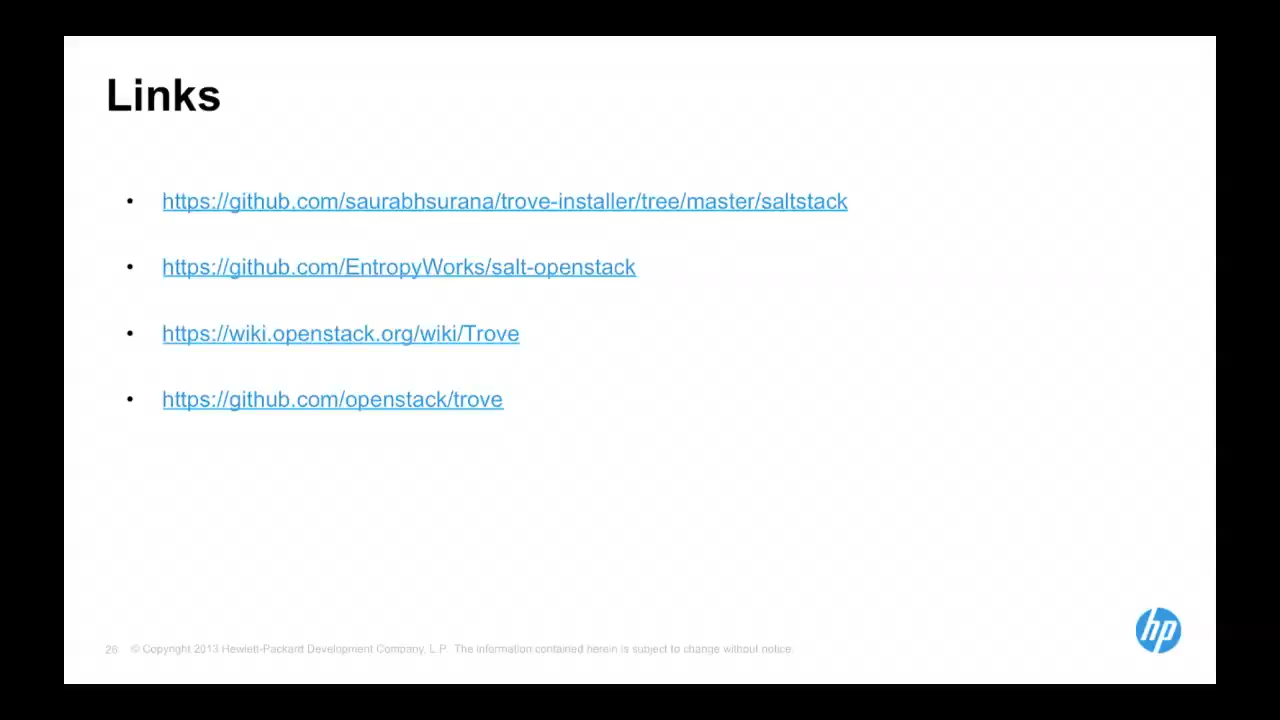 Links
• https://github.com/saurabhsurana/trove-installer/tree/master/saltstack
• https://github.com/EntropyWorks/salt-openstack
• https://wiki.openstack.org/wiki/Trove
• https://github.com/openstack/trove
hp
26 © Copyright 2013 Hewlett-Packard Development Company, L.P. The information contained herein is subject to change without notice.